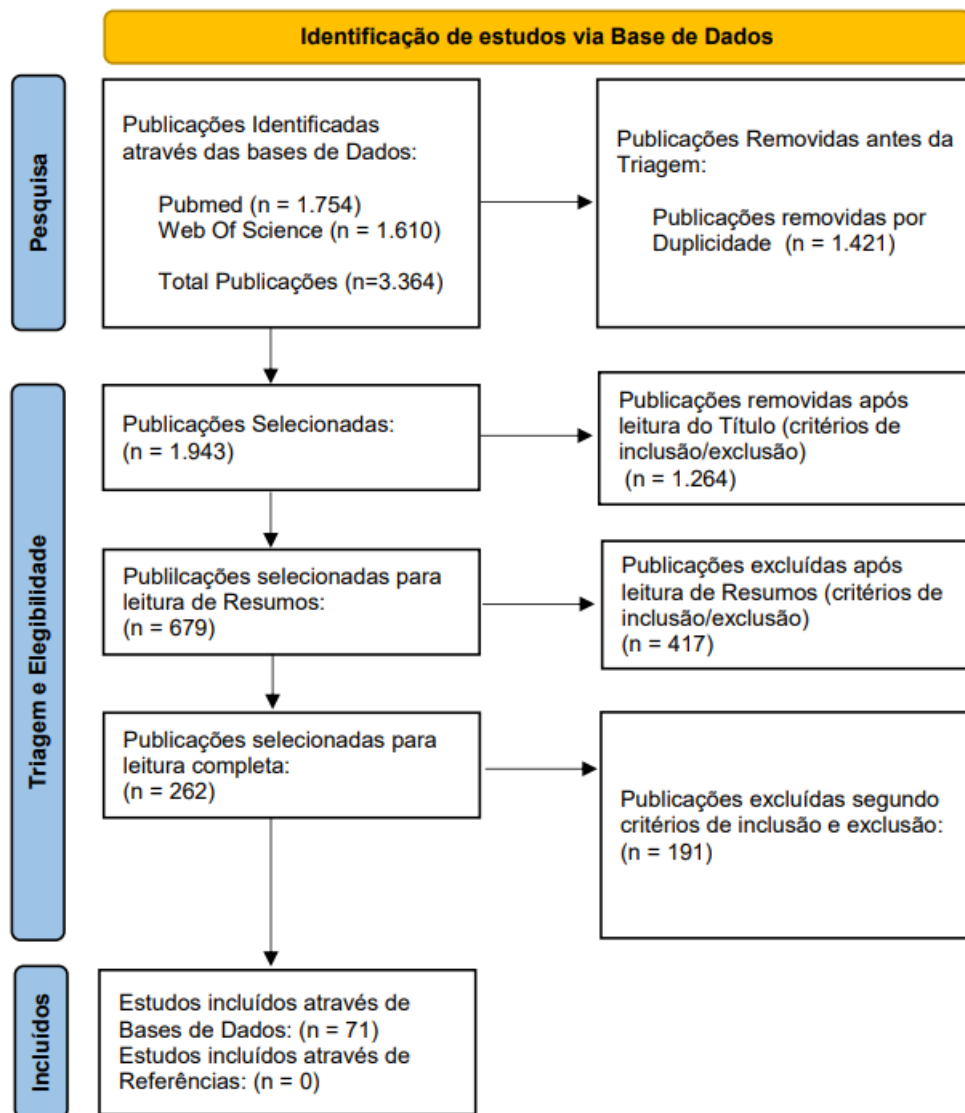 Identificação de estudos via Base de Dados
Pesquisa
Publicações Identificadas
através das bases de Dados:
Pubmed (n = 1.754)
Web Of Science (n = 1.610)
Total Publicações (n=3.364)
Publicações Removidas antes da
Triagem:
Publicações removidas por
Duplicidade (n = 1.421)
Triagem e Elegibilidade
Publicações Selecionadas:
(n = 1.943)
Publicações removidas após
leitura do Título (critérios de
inclusão/exclusão)
(n = 1.264)
Publilcações selecionadas para
leitura de Resumos:
(n = 679)
Publicações excluídas após
leitura de Resumos (critérios de
inclusão/exclusão)
(n = 417)
Publicações selecionadas para
leitura completa:
(n = 262)
Publicações excluídas segundo
critérios de inclusão e exclusão:
(n = 191)
Incluídos
Estudos incluídos através de
Bases de Dados: (n = 71)
Estudos incluídos através de
Referências: (n = 0)